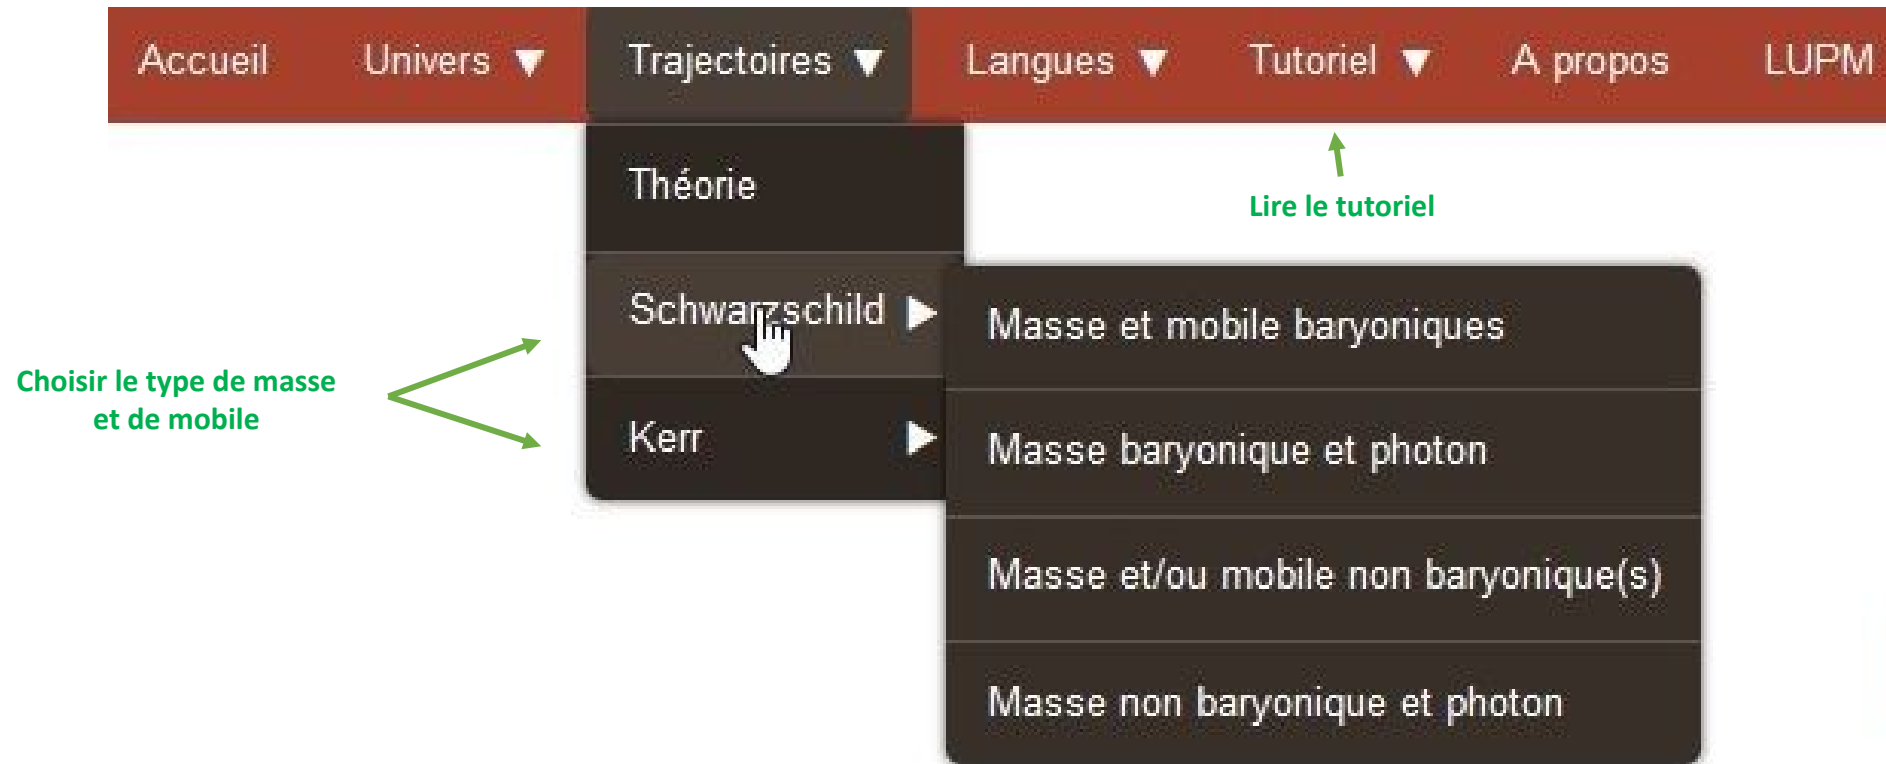 Accueil Univers ▼ Trajectoires ▼ Langues ▼ Tutoriel ▼ A propos LUPM
Théorie
Lire le tutoriel
Schwarzschild ▶
Masse et mobile baryoniques
Choisir le type de masse
et de mobile
Kerr ▶
Masse baryonique et photon
Masse et/ou mobile non baryonique(s)
Masse non baryonique et photon